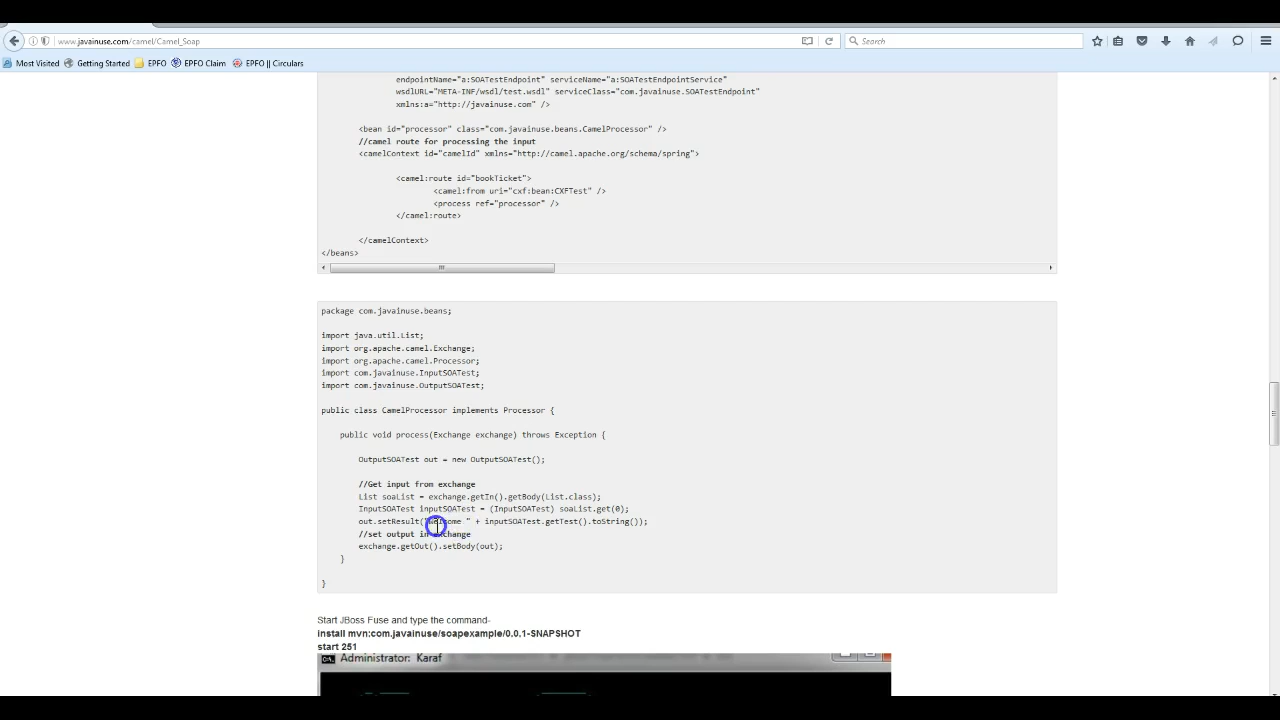 www.javainuse.com/camel/Camel_Soap
Search
Most Visited
Getting Started
EPFO
EPFO Claim
EPFO || Circulars
endpointName="a:SOATestEndpoint" serviceName="a:SOATestEndpointService"
wsdlURL="META-INF/wsdl/test.wsdl" serviceClass="com.javainuse.SOATestEndpoint"
xmlns:a="http://javainuse.com" />
<bean id="processor" class="com.javainuse.beans.CamelProcessor" />
//camel route for processing the input
<camelContext id="camelId" xmlns="http://camel.apache.org/schema/spring">
<camel:route id="bookTicket">
<camel:from uri="cxf:bean:CXFTest" />
<process ref="processor" />
</camel:route>
</camelContext>
</beans>
package com.javainuse.beans;
import java.util.List;
import org.apache.camel.Exchange;
import org.apache.camel.Processor;
import com.javainuse.InputSOATest;
import com.javainuse.OutputSOATest;
public class CamelProcessor implements Processor {
public void process(Exchange exchange) throws Exception {
OutputSOATest out = new OutputSOATest();
//Get input from exchange
List soaList = exchange.getIn().getBody(List.class);
InputSOATest inputSOATest = (InputSOATest) soaList.get(0);
out.setResult("Welcome " + inputSOATest.getTest().toString());
//set output in exchange
exchange.getOut().setBody(out);
}
}
Start JBoss Fuse and type the command-
install mvn:com.javainuse/soapexample/0.0.1-SNAPSHOT
start 251
Administrator: Karaf